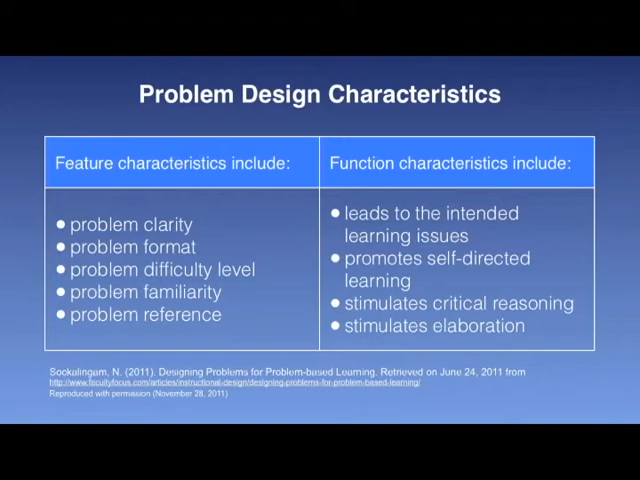 Problem Design Characteristics
Feature characteristics include:
● problem clarity
● problem format
● problem difficulty level
● problem familiarity
● problem reference
Function characteristics include:
● leads to the intended
learning issues
● promotes self-directed
learning
● stimulates critical reasoning
● stimulates elaboration
Sockalingam, N. (2011). Designing Problems for Problem-based Learning. Retrieved on June 24, 2011 from
http://www.facultyfocus.com/articles/instructional-design/designing-problems-for-problem-based-learning/
Reproduced with permission (November 28, 2011)